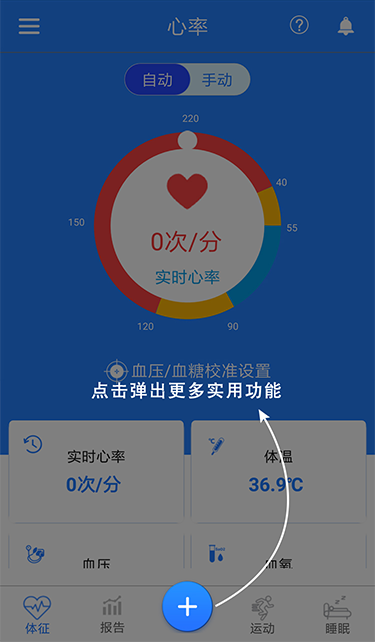 心率
自动 手动
220
40
55
150
0次/分
实时心率
120
90
血压/血糖校准设置
点击弹出更多实用功能
实时心率
0次/分
℃
体温
36.9℃
血压
血氧
体征
报告
+
运动
睡眠